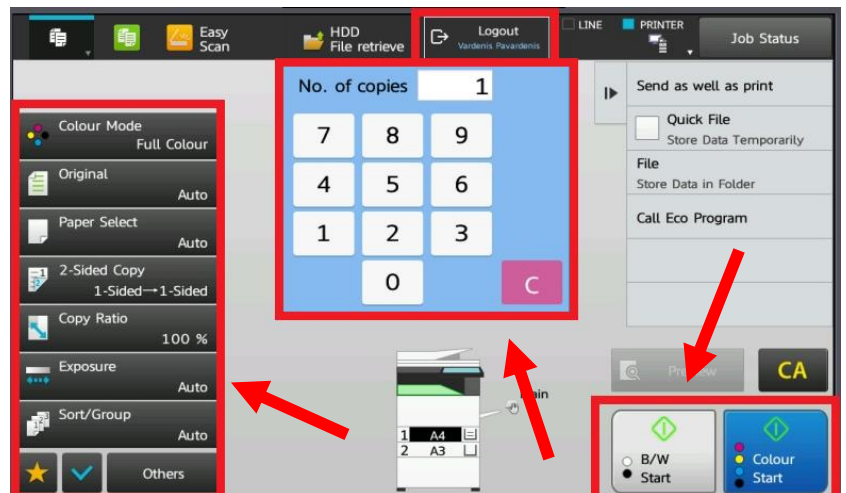 Easy
Scan
HDD
File retrieve
Logout
Vardenis Pavardenis
LINE
PRINTER
Job Status
No. of copies 1
7 8 9
4 5 6
1 2 3
0 C
Colour Mode
Full Colour
Original
Auto
Paper Select
Auto
2-Sided Copy
1-Sided→1-Sided
Copy Ratio
100 %
Exposure
Auto
Sort/Group
Auto
Others
Send as well as print
Quick File
Store Data Temporarily
File
Store Data in Folder
Call Eco Program
1 A4
2 A3
CA
B/W
Start
Colour
Start